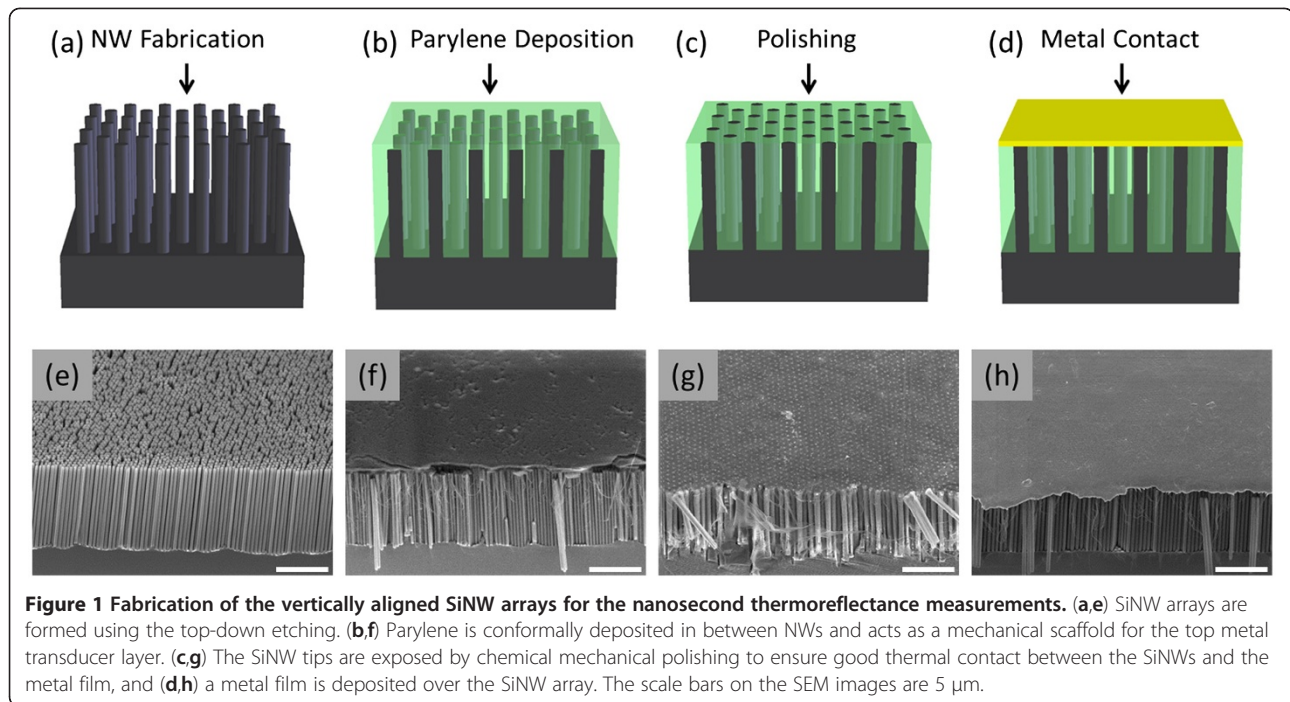 (a) NW Fabrication (b) Parylene Deposition (c) Polishing (d) Metal Contact
(e) (f) (g) (h)
Figure 1 Fabrication of the vertically aligned SiNW arrays for the nanosecond thermoreflectance measurements. (a,e) SiNW arrays are
formed using the top-down etching. (b,f) Parylene is conformally deposited in between NWs and acts as a mechanical scaffold for the top metal
transducer layer. (c,g) The SiNW tips are exposed by chemical mechanical polishing to ensure good thermal contact between the SiNWs and the
metal film, and (d,h) a metal film is deposited over the SiNW array. The scale bars on the SEM images are 5 μm.